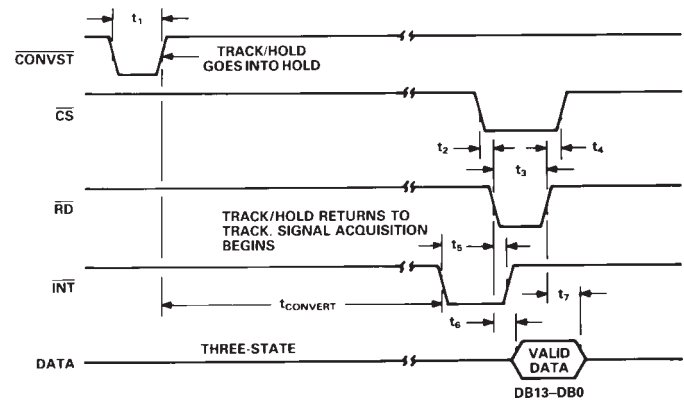 t1
CONVST
TRACK/HOLD
GOES INTO HOLD
CS
t2
t3
t4
RD
TRACK/HOLD RETURNS TO
TRACK. SIGNAL ACQUISITION
BEGINS
t5
INT
tCONVERT
t6
t7
DATA
THREE-STATE
VALID
DATA
DB13–DB0